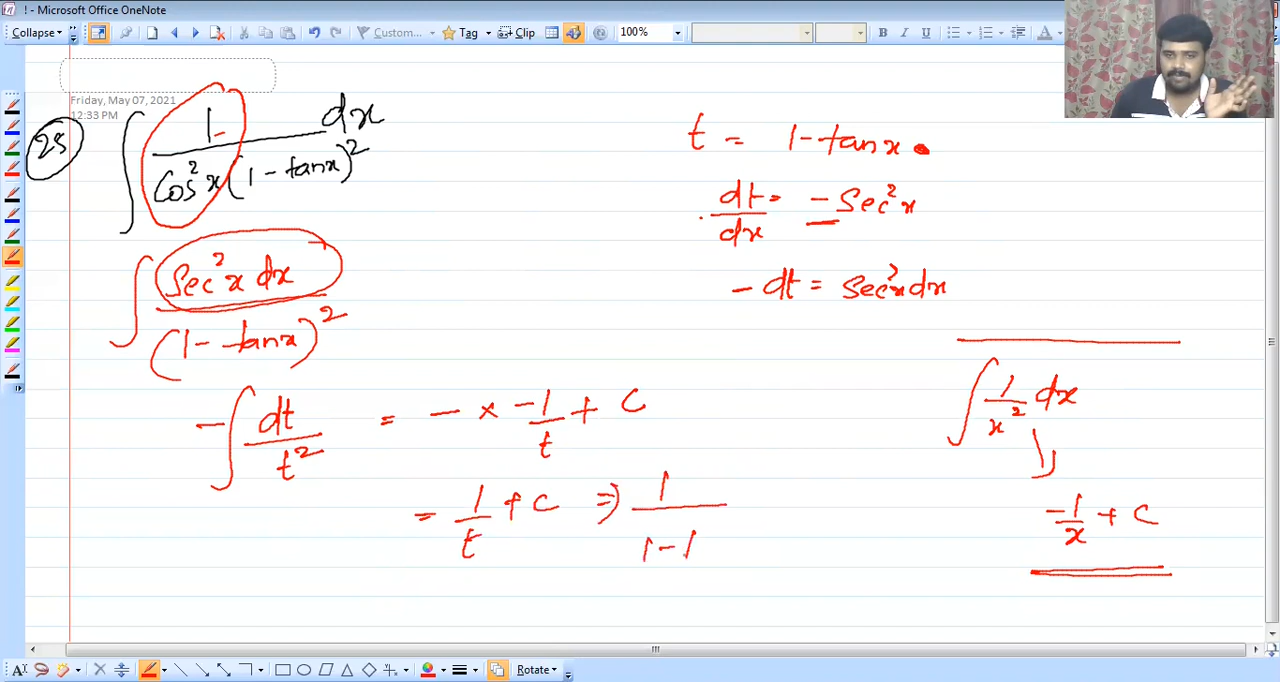 ! - Microsoft Office OneNote
Collapse Custom... Tag Clip 100% B I U A
Friday, May 07, 2021
12:33 PM
25 ∫ 1/(Cos²x (1 - tanx)²) dx
∫ Sec²x dx/(1 - tanx)²
- ∫ dt/t² = - × -1/t + C
= 1/t + C ⇒ 1/(1 - 1
t = 1 - tanx
dt/dx = - Sec²x
- dt = Sec²x dx
∫ 1/x² dx
-1/x + C
Rotate